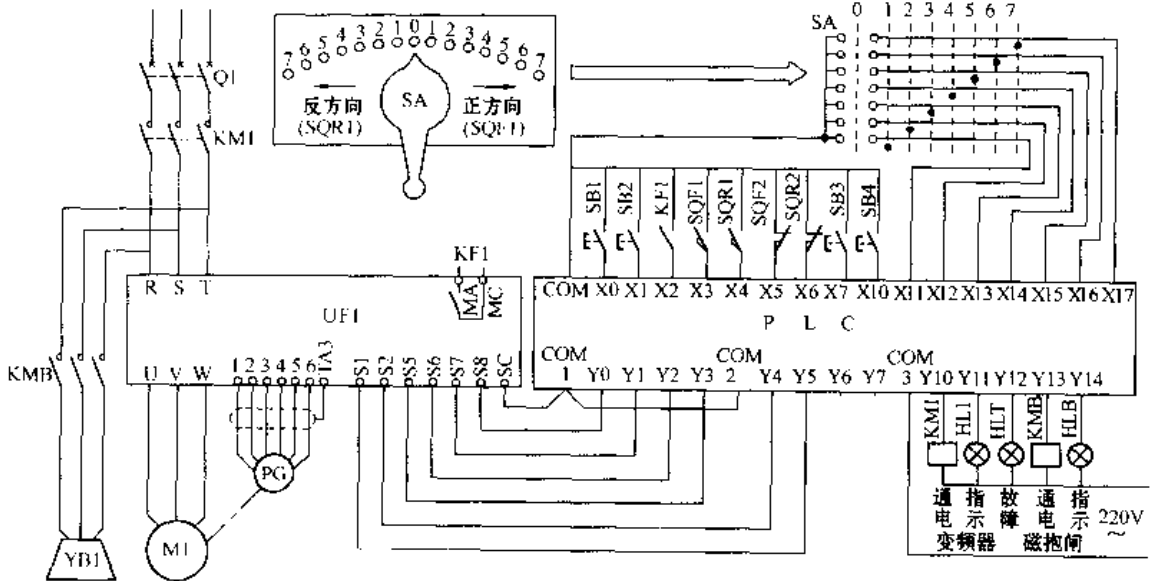 7 6 5 4 3 2 1 0 1 2 3 4 5 6 7
反方向
(SQR1)
SA
正方向
(SQF1)
SA 0 1 2 3 4 5 6 7
Q1
KM1
SB1 SB2 KF1 SQF1 SQR1 SQF2 SQR2 SB3 SB4
KF1
R S T
MA MC
UF1
COM X0 X1 X2 X3 X4 X5 X6 X7 X10 X11 X12 X13 X14 X15 X16 X17
P L C
KMB
U V W
1 2 3 4 5 6 TA3
S1 S2 S5 S6 S7 S8 SC
COM COM COM
1 Y0 Y1 Y2 Y3 2 Y4 Y5 Y6 Y7 3 Y10 Y11 Y12 Y13 Y14
KM1 HL1 HLT KMB HLB
PG
通电 指示 故障 通电 指示
变频器 磁抱闸
220V
~
YB1
M1